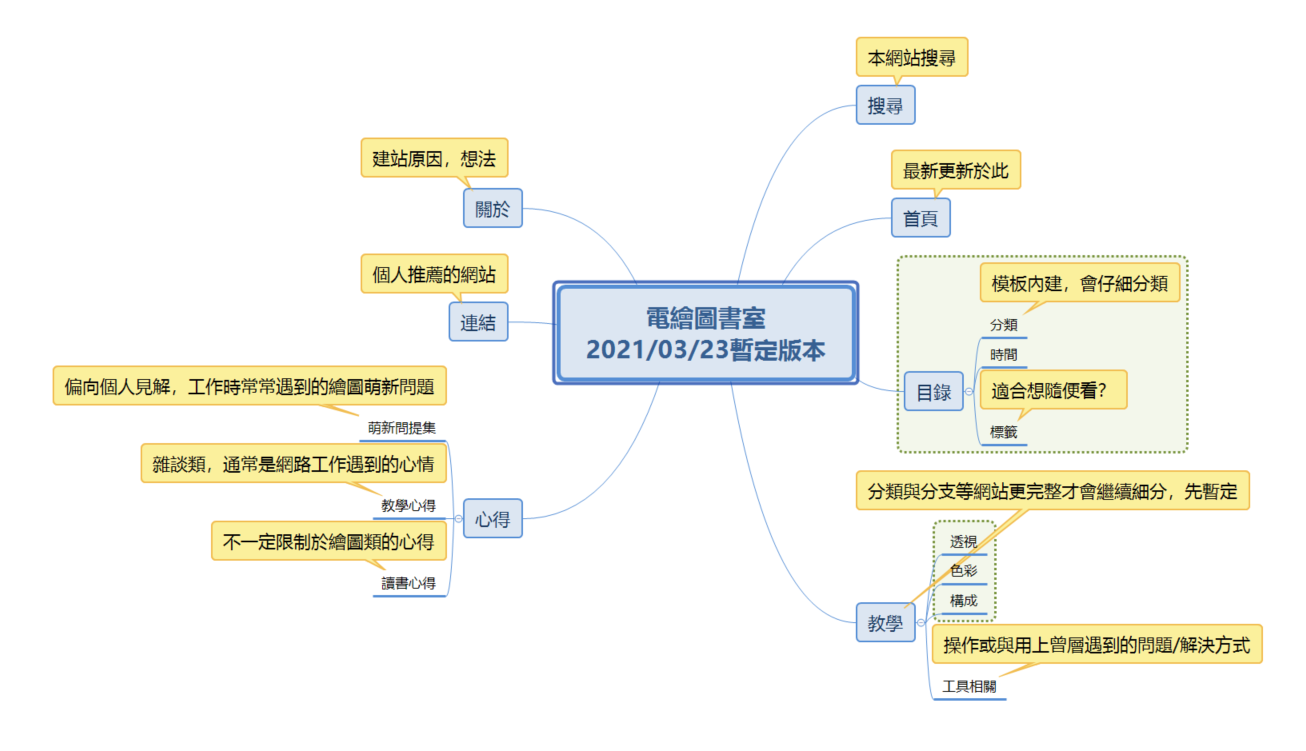 本網站搜尋
搜尋
最新更新於此
首頁
模板內建，會仔細分類
分類
時間
目錄
適合想隨便看?
標籤
分類與分支等網站更完整才會繼續細分，先暫定
透視
色彩
構成
教學
操作或與用上曾層遇到的問題/解決方式
工具相關
電繪圖書室
2021/03/23暫定版本
建站原因，想法
關於
個人推薦的網站
連結
偏向個人見解，工作時常常遇到的繪圖萌新問題
萌新問提集
雜談類，通常是網路工作遇到的心情
教學心得
心得
不一定限制於繪圖類的心得
讀書心得